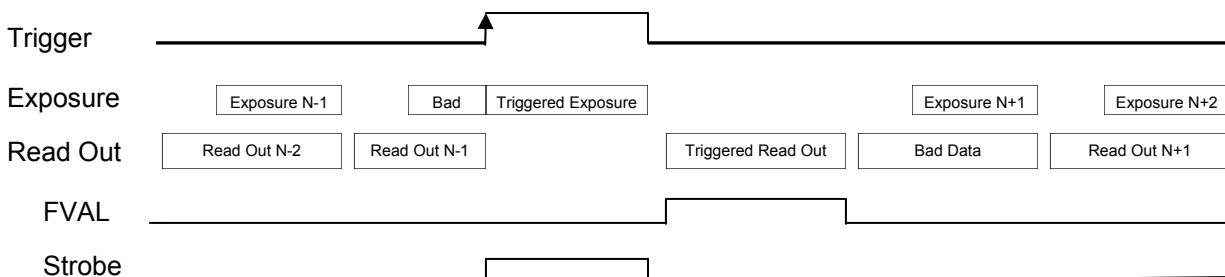 Trigger
Exposure
Exposure N-1
Bad
Triggered Exposure
Exposure N+1
Exposure N+2
Read Out
Read Out N-2
Read Out N-1
Triggered Read Out
Bad Data
Read Out N+1
FVAL
Strobe